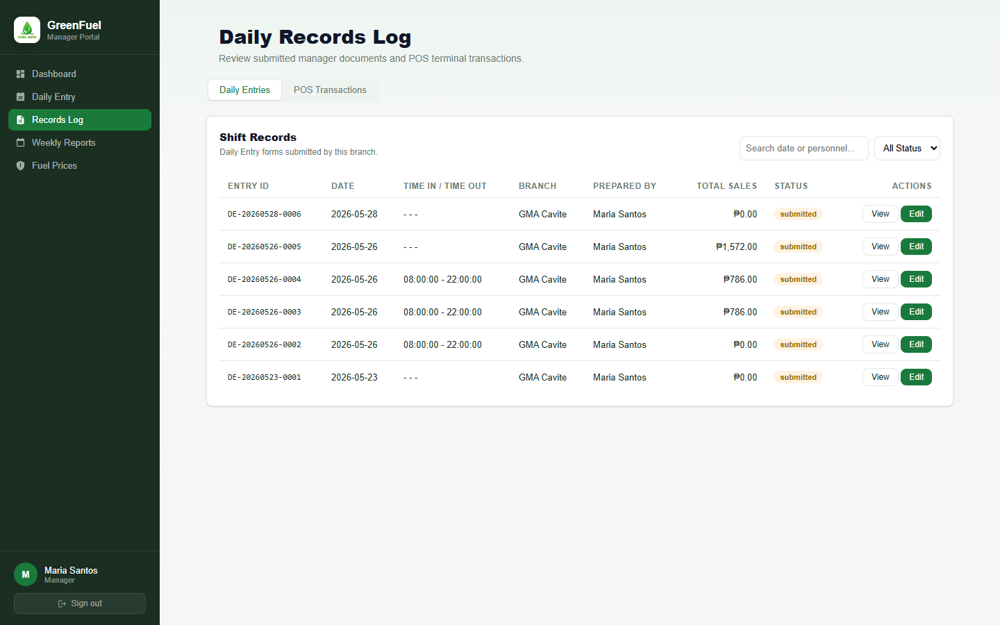 GreenFuel
Manager Portal
Dashboard
Daily Entry
Records Log
Weekly Reports
Fuel Prices
Maria Santos
Manager
M
Sign out
Daily Records Log
Review submitted manager documents and POS terminal transactions.
Daily Entries POS Transactions
Shift Records
Daily Entry forms submitted by this branch.
Search date or personnel... All Status
ENTRY ID DATE TIME IN / TIME OUT BRANCH PREPARED BY TOTAL SALES STATUS ACTIONS
DE-20260528-0006 2026-05-28 - - - GMA Cavite Maria Santos ₱0.00 submitted View Edit
DE-20260526-0005 2026-05-26 - - - GMA Cavite Maria Santos ₱1,572.00 submitted View Edit
DE-20260526-0004 2026-05-26 08:00:00 - 22:00:00 GMA Cavite Maria Santos ₱786.00 submitted View Edit
DE-20260526-0003 2026-05-26 08:00:00 - 22:00:00 GMA Cavite Maria Santos ₱786.00 submitted View Edit
DE-20260526-0002 2026-05-26 08:00:00 - 22:00:00 GMA Cavite Maria Santos ₱0.00 submitted View Edit
DE-20260523-0001 2026-05-23 - - - GMA Cavite Maria Santos ₱0.00 submitted View Edit